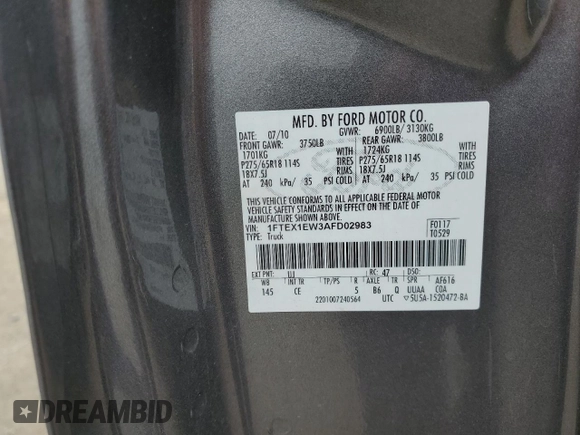 MFD. BY FORD MOTOR CO.
DATE: 07/10 GVWR: 6900LB/ 3130KG
FRONT GAWR: 3750LB REAR GAWR: 3800LB
1701KG WITH 1724KG WITH
P275/65R18 114S TIRES P275/65R18 114S TIRES
18X7.5J RIMS 18X7.5J RIMS
AT 240 kPa/ 35 PSI COLD AT 240 kPa/ 35 PSI COLD
THIS VEHICLE CONFORMS TO ALL APPLICABLE FEDERAL MOTOR
VEHICLE SAFETY STANDARDS IN EFFECT ON THE DATE OF
MANUFACTURE SHOWN ABOVE.
VIN: 1FTEX1EW3AFD02983 F0117
TYPE: Truck T0529
EXT PNT: UJ RC: 47 DSO:
WB INT TR TP/PS R AXLE TR SPR AF616
145 CE 5 B6 Q UUAA COA
2201007240564 UTC 5U5A-1520472-BA
DREAMBID